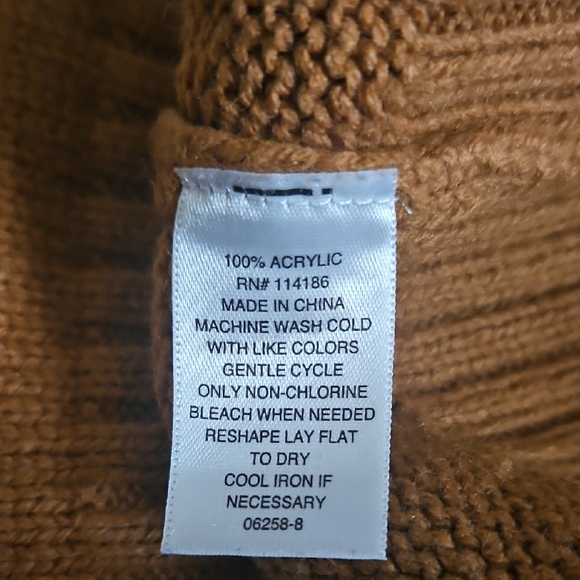 100% ACRYLIC
RN# 114186
MADE IN CHINA
MACHINE WASH COLD
WITH LIKE COLORS
GENTLE CYCLE
ONLY NON-CHLORINE
BLEACH WHEN NEEDED
RESHAPE LAY FLAT
TO DRY
COOL IRON IF
NECESSARY
06258-8